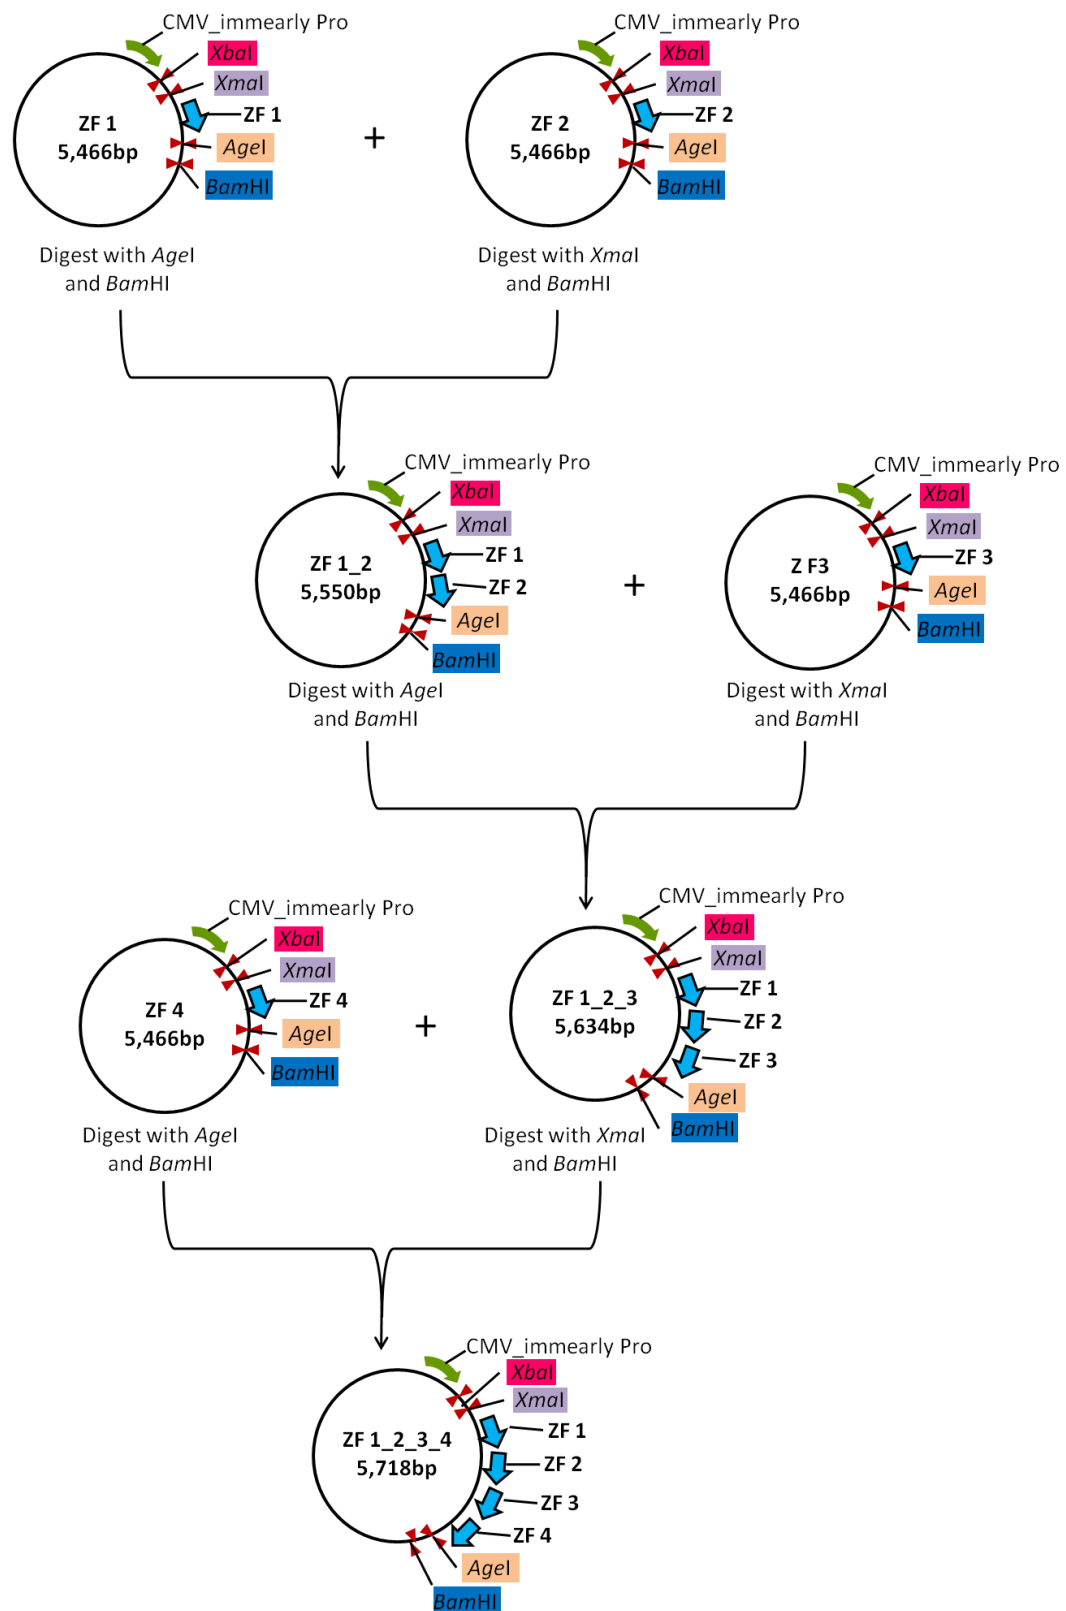 CMV_immearly Pro
XbaI
XmaI
ZF 1
AgeI
BamHI
ZF 1
5,466bp
Digest with AgeI
and BamHI
+
CMV_immearly Pro
XbaI
XmaI
ZF 2
AgeI
BamHI
ZF 2
5,466bp
Digest with XmaI
and BamHI
CMV_immearly Pro
XbaI
XmaI
ZF 1
ZF 2
AgeI
BamHI
ZF 1_2
5,550bp
Digest with AgeI
and BamHI
+
CMV_immearly Pro
XbaI
XmaI
ZF 3
AgeI
BamHI
Z F3
5,466bp
Digest with XmaI
and BamHI
CMV_immearly Pro
XbaI
XmaI
ZF 4
AgeI
BamHI
ZF 4
5,466bp
Digest with AgeI
and BamHI
+
CMV_immearly Pro
XbaI
XmaI
ZF 1
ZF 2
ZF 3
AgeI
BamHI
ZF 1_2_3
5,634bp
Digest with XmaI
and BamHI
CMV_immearly Pro
XbaI
XmaI
ZF 1
ZF 2
ZF 3
ZF 4
AgeI
BamHI
ZF 1_2_3_4
5,718bp